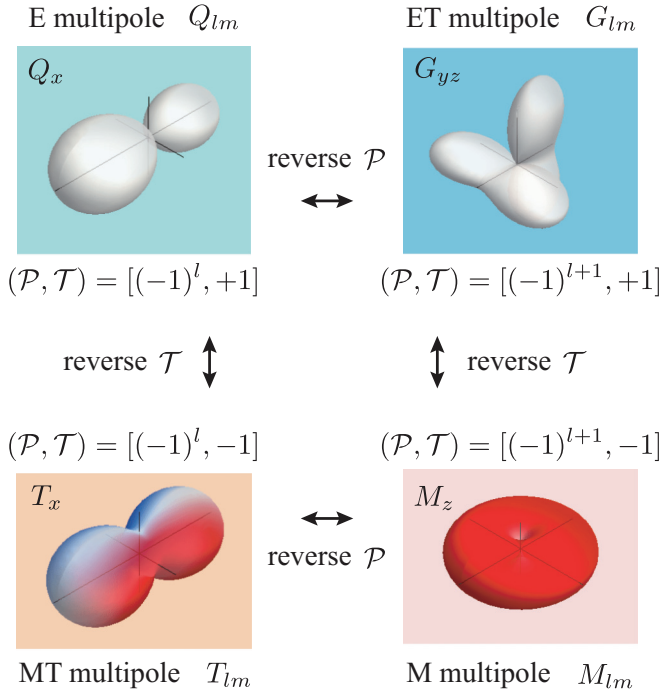 E multipole Q_{lm}
ET multipole G_{lm}
Q_x
G_{yz}
reverse 𝒫
(𝒫, 𝒯) = [(-1)^l, +1]
(𝒫, 𝒯) = [(-1)^{l+1}, +1]
reverse 𝒯
reverse 𝒯
(𝒫, 𝒯) = [(-1)^l, -1]
(𝒫, 𝒯) = [(-1)^{l+1}, -1]
T_x
M_z
reverse 𝒫
MT multipole T_{lm}
M multipole M_{lm}